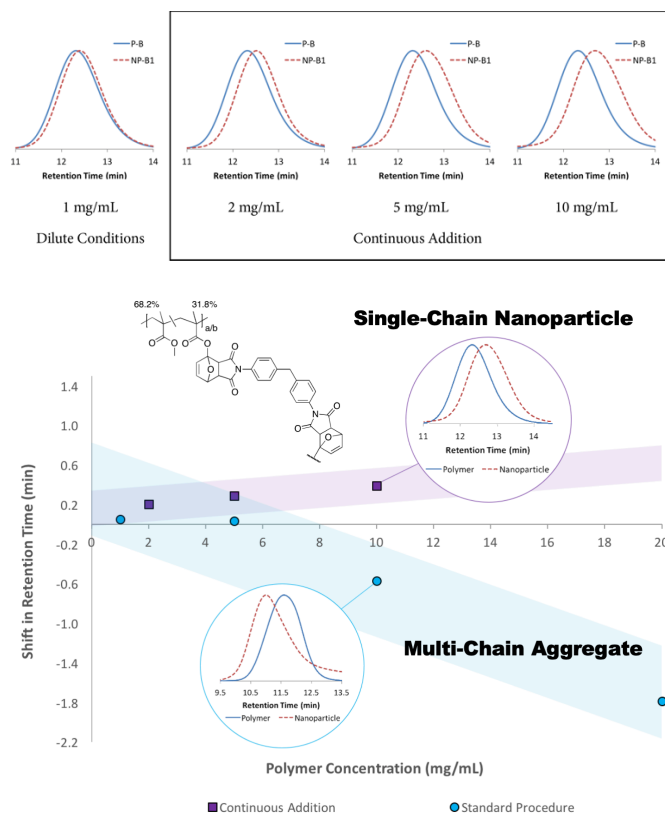 P-B
NP-B1
11 12 13 14
Retention Time (min)
1 mg/mL
Dilute Conditions
P-B
NP-B1
11 12 13 14
Retention Time (min)
2 mg/mL
P-B
NP-B1
11 12 13 14
Retention Time (min)
5 mg/mL
P-B
NP-B1
11 12 13 14
Retention Time (min)
10 mg/mL
Continuous Addition
68.2% 31.8%
a/b
O O O O
O
O
O
N
O
O
N
O
O
Single-Chain Nanoparticle
11 12 13 14
Retention Time (min)
Polymer Nanoparticle
Shift in Retention Time (min)
1.4
1.0
0.6
0.2
-0.2
-0.6
-1.0
-1.4
-1.8
-2.2
0 2 4 6 8 10 12 14 16 18 20
9.5 10.5 11.5 12.5 13.5
Retention Time (min)
Polymer Nanoparticle
Multi-Chain Aggregate
Polymer Concentration (mg/mL)
Continuous Addition Standard Procedure